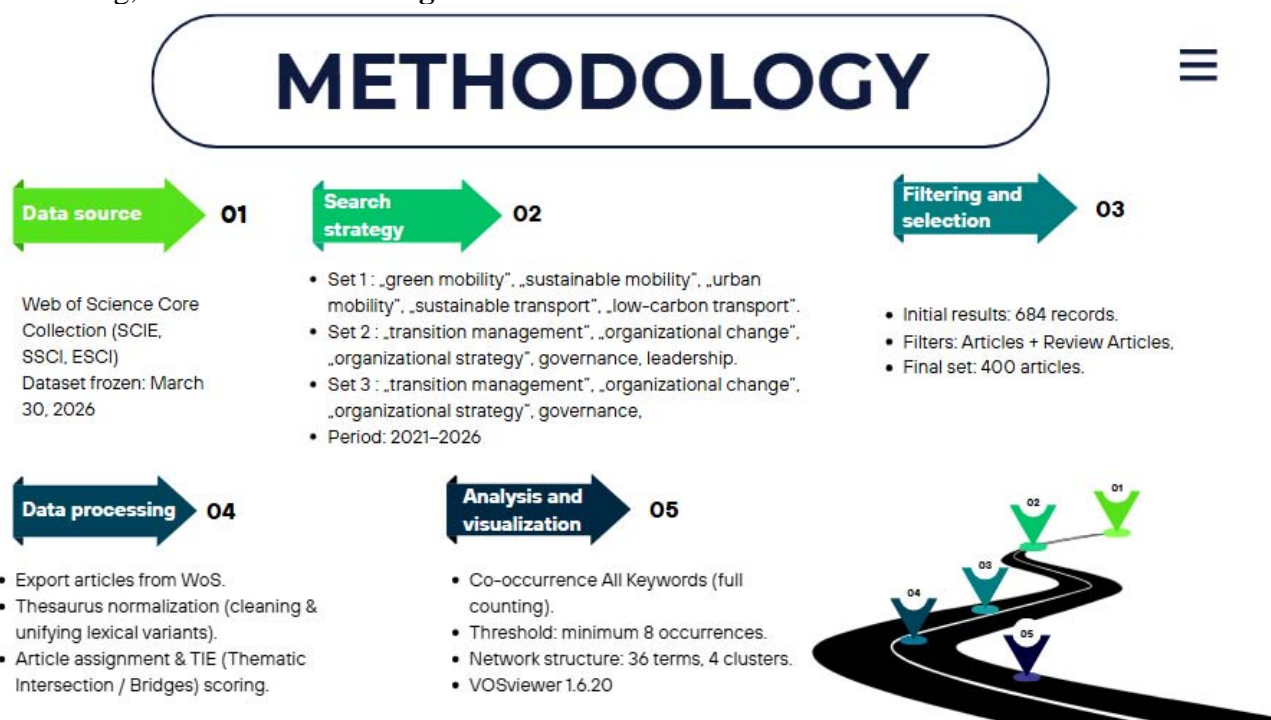 METHODOLOGY
Data source
01
Web of Science Core
Collection (SCIE,
SSCI, ESCI)
Dataset frozen: March
30, 2026
Search
strategy
02
• Set 1 : „green mobility”, „sustainable mobility”, „urban
mobility”, „sustainable transport”, „low-carbon transport”.
• Set 2 : „transition management”, „organizational change”,
„organizational strategy”, governance, leadership.
• Set 3 : „transition management”, „organizational change”,
„organizational strategy”, governance,
• Period: 2021–2026
Filtering and
selection
03
• Initial results: 684 records.
• Filters: Articles + Review Articles,
• Final set: 400 articles.
Data processing
04
• Export articles from WoS.
• Thesaurus normalization (cleaning &
unifying lexical variants).
• Article assignment & TIE (Thematic
Intersection / Bridges) scoring.
Analysis and
visualization
05
• Co-occurrence All Keywords (full
counting).
• Threshold: minimum 8 occurrences.
• Network structure: 36 terms, 4 clusters.
• VOSviewer 1.6.20
01
02
03
04
05